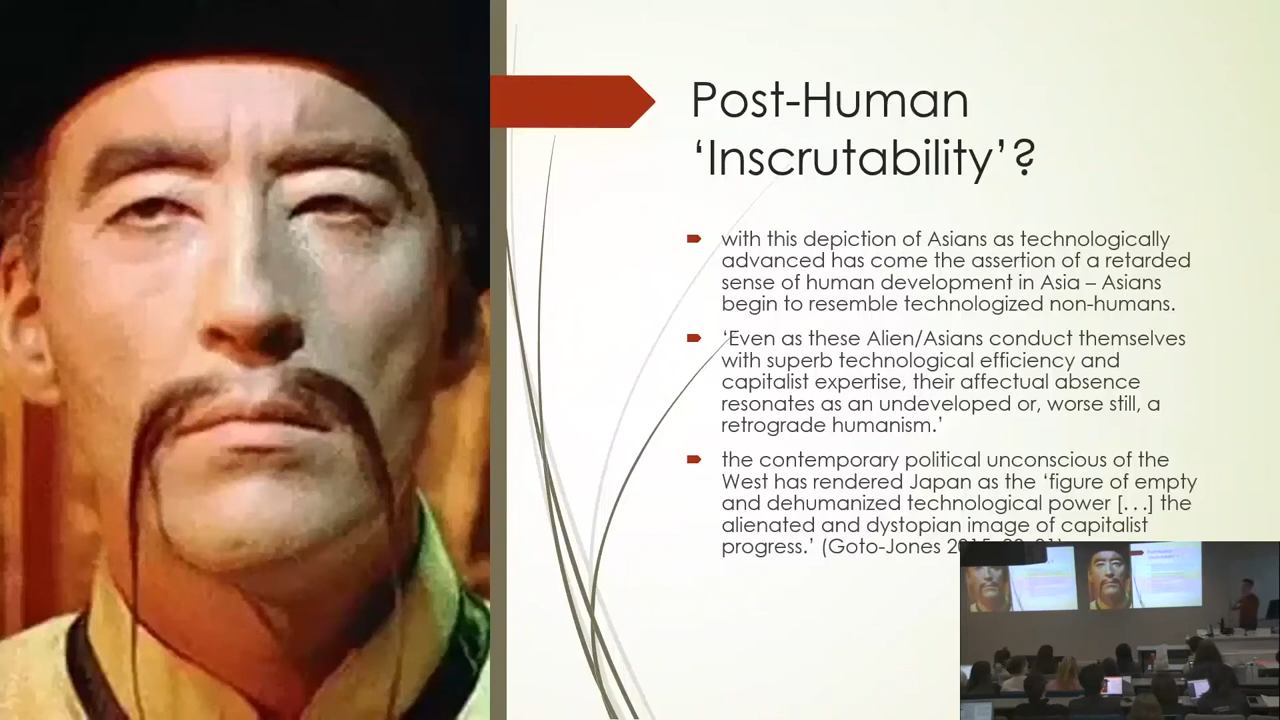 Post-Human
‘Inscrutability’?
with this depiction of Asians as technologically
advanced has come the assertion of a retarded
sense of human development in Asia – Asians
begin to resemble technologized non-humans.
‘Even as these Alien/Asians conduct themselves
with superb technological efficiency and
capitalist expertise, their affectual absence
resonates as an undeveloped or, worse still, a
retrograde humanism.’
the contemporary political unconscious of the
West has rendered Japan as the ‘figure of empty
and dehumanized technological power [. . .] the
alienated and dystopian image of capitalist
progress.’ (Goto-Jones